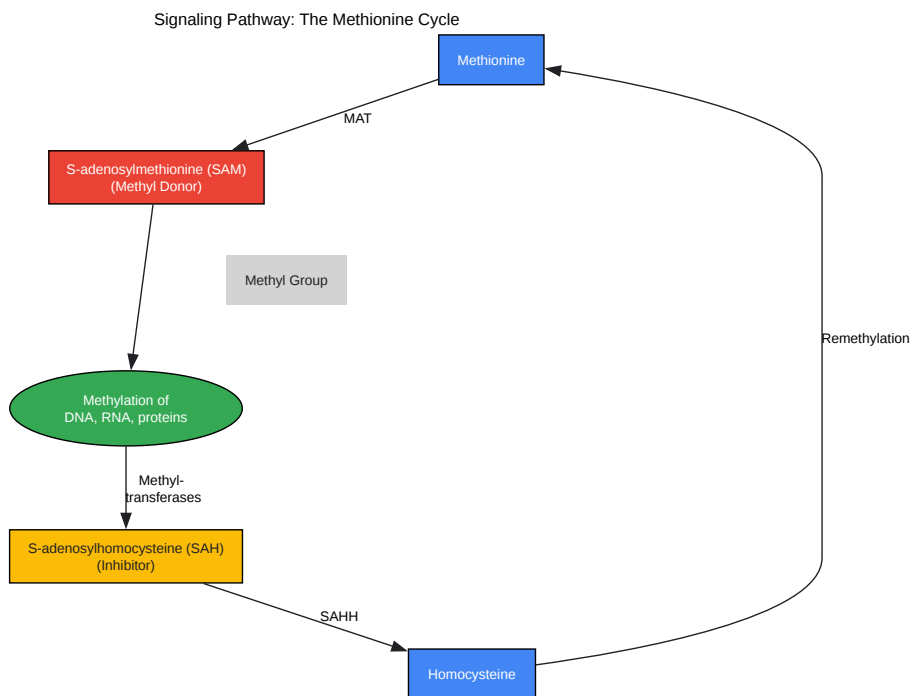 Signaling Pathway: The Methionine Cycle
Methionine
MAT
S-adenosylmethionine (SAM)
(Methyl Donor)
Methyl Group
Remethylation
Methylation of
DNA, RNA, proteins
Methyl-
transferases
S-adenosylhomocysteine (SAH)
(Inhibitor)
SAHH
Homocysteine